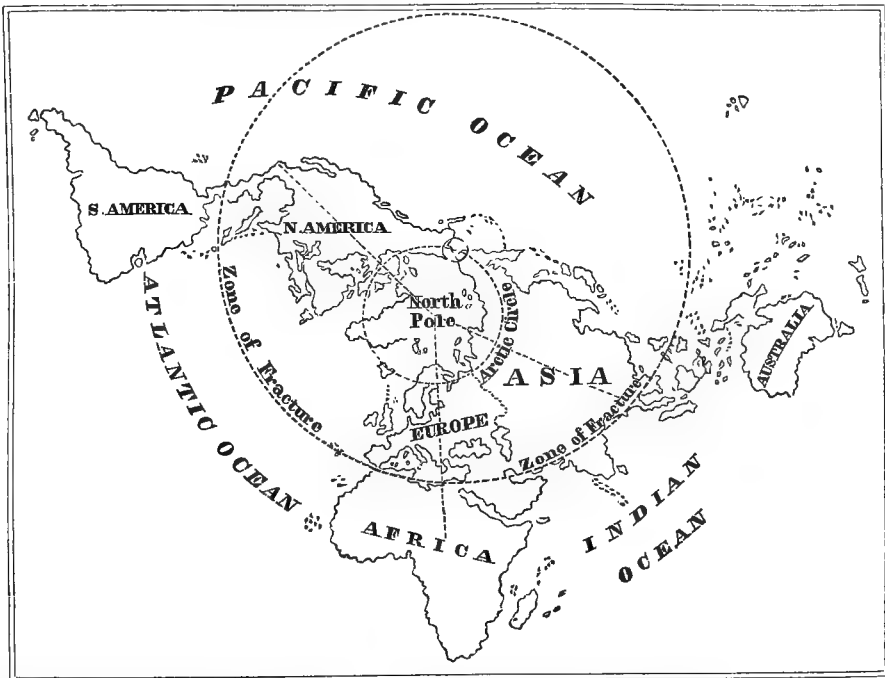 PACIFIC OCEAN
S. AMERICA
N. AMERICA
North
Pole
Arctic Circle
ASIA
AUSTRALIA
Zone of Fracture
ATLANTIC OCEAN
EUROPE
Zone of Fracture
AFRICA
INDIAN
OCEAN